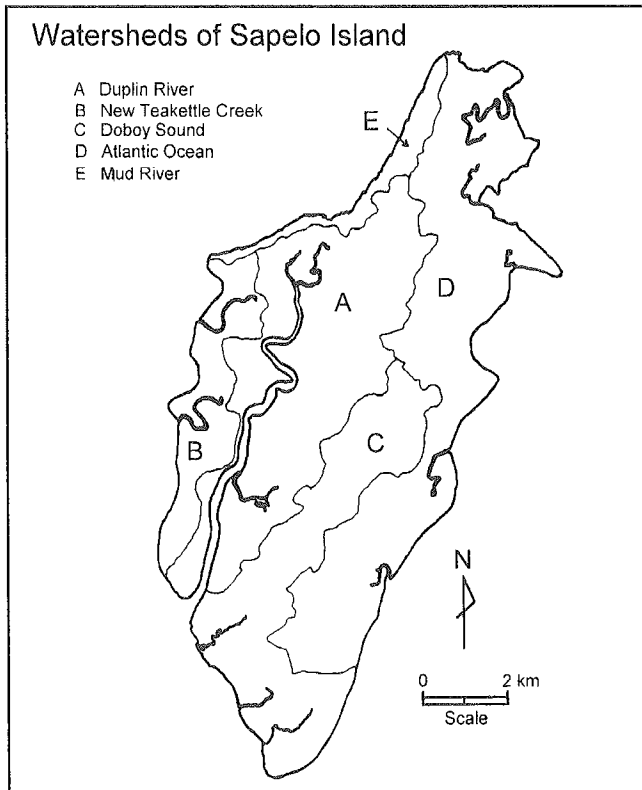 Watersheds of Sapelo Island
A Duplin River
B New Teakettle Creek
C Doboy Sound
D Atlantic Ocean
E Mud River
E
A
D
C
B
N
0 2 km
Scale